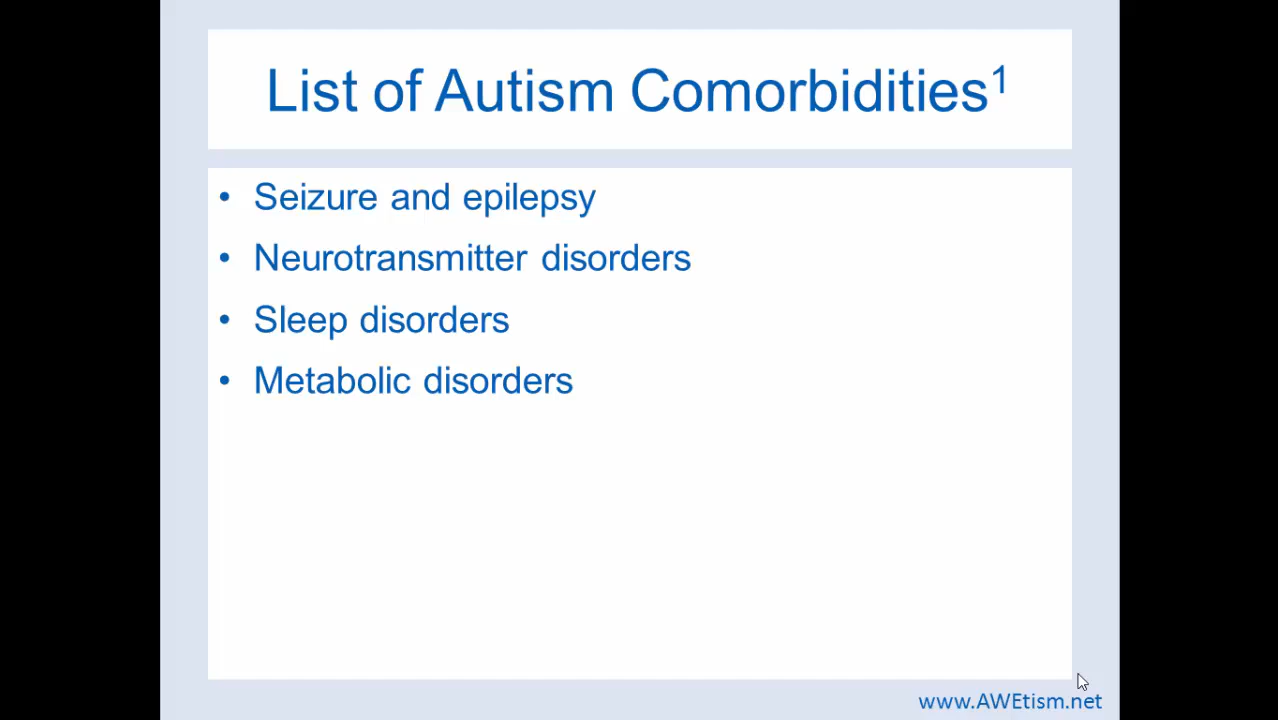 List of Autism Comorbidities¹
• Seizure and epilepsy
• Neurotransmitter disorders
• Sleep disorders
• Metabolic disorders
www.AWEtism.net